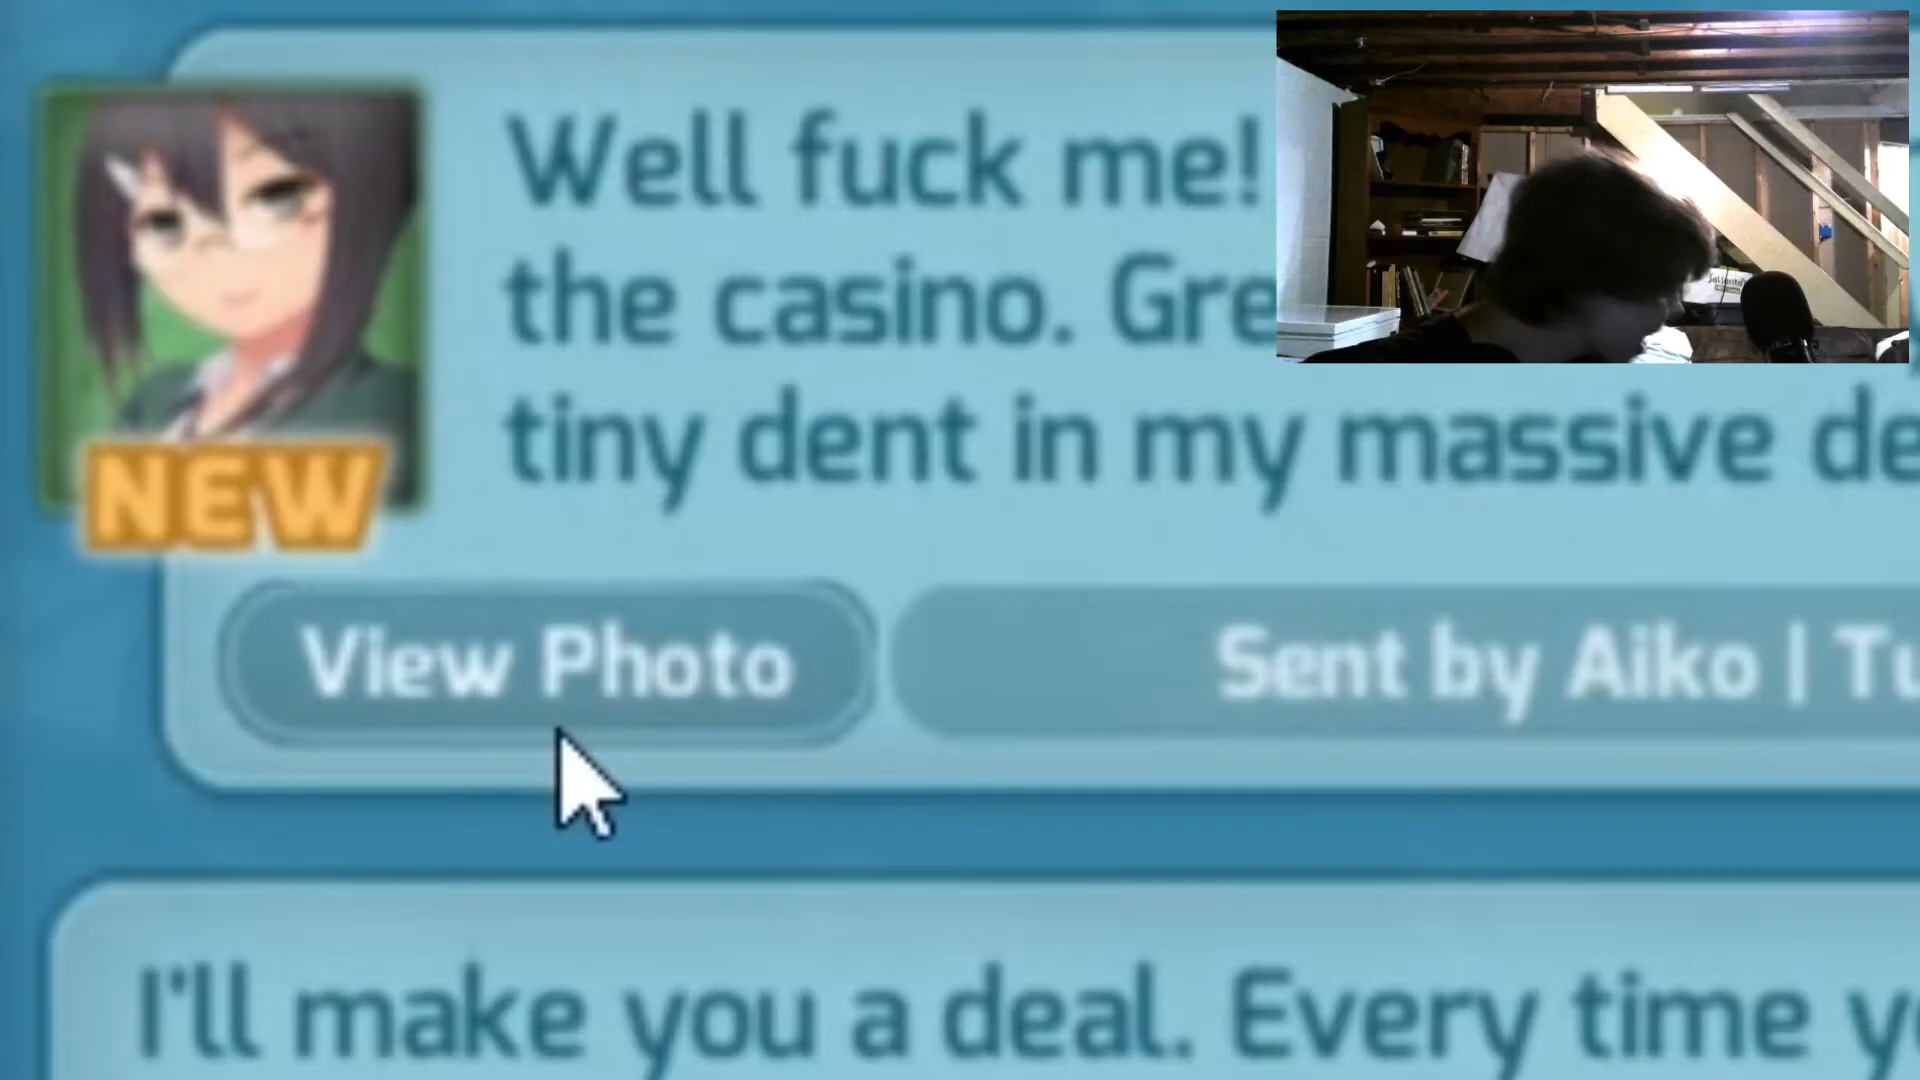 Well fuck me!
the casino. Gre
tiny dent in my massive de
NEW
View Photo
Sent by Aiko | Tu
I'll make you a deal. Every time y